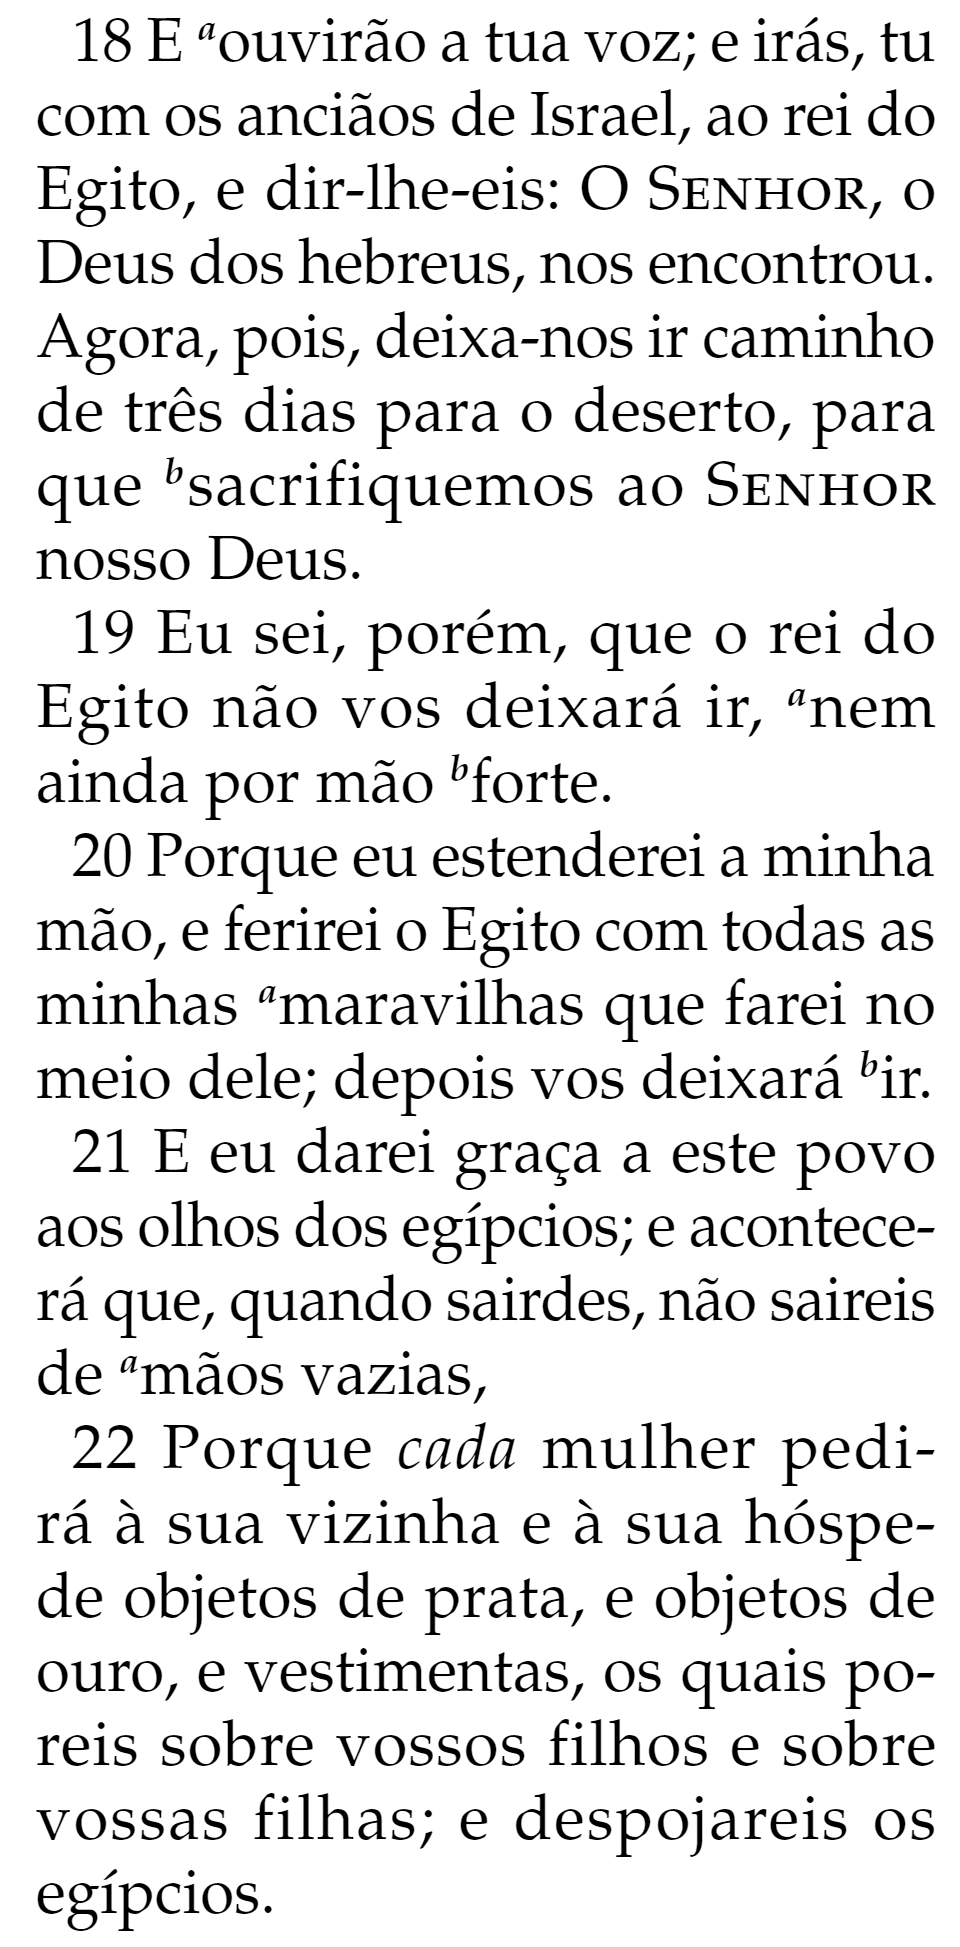 18 E ᵃouvirão a tua voz; e irás, tu
com os anciãos de Israel, ao rei do
Egito, e dir-lhe-eis: O SENHOR, o
Deus dos hebreus, nos encontrou.
Agora, pois, deixa-nos ir caminho
de três dias para o deserto, para
que ᵇsacrifiquemos ao SENHOR
nosso Deus.
19 Eu sei, porém, que o rei do
Egito não vos deixará ir, ᵃnem
ainda por mão ᵇforte.
20 Porque eu estenderei a minha
mão, e ferirei o Egito com todas as
minhas ᵃmaravilhas que farei no
meio dele; depois vos deixará ᵇir.
21 E eu darei graça a este povo
aos olhos dos egípcios; e acontece-
rá que, quando sairdes, não saireis
de ᵃmãos vazias,
22 Porque cada mulher pedi-
rá à sua vizinha e à sua hóspe-
de objetos de prata, e objetos de
ouro, e vestimentas, os quais po-
reis sobre vossos filhos e sobre
vossas filhas; e despojareis os
egípcios.